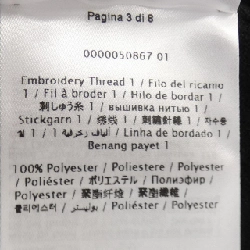 Pagina 3 di 8
0000050867 01
Embroidery Thread 1 / Filo del ricamo
1 / Fil à broder 1 / Hilo de bordar 1 /
刺しゅう糸 1 / вышивка нитью 1 /
Stickgarn 1 / 绣线 1 / 刺繡針織 1 / 자수용
실 1 / ألياف زخرفية 1 / Linha de bordado 1 /
Benang payet 1
100% Polyester / Poliestere / Polyester
/ Poliéster / ポリエステル / Полиэфир /
Polyester / 聚酯纤维 / 聚酯纖維 /
폴리에스터 / بوليستر / Poliéster / Polyester